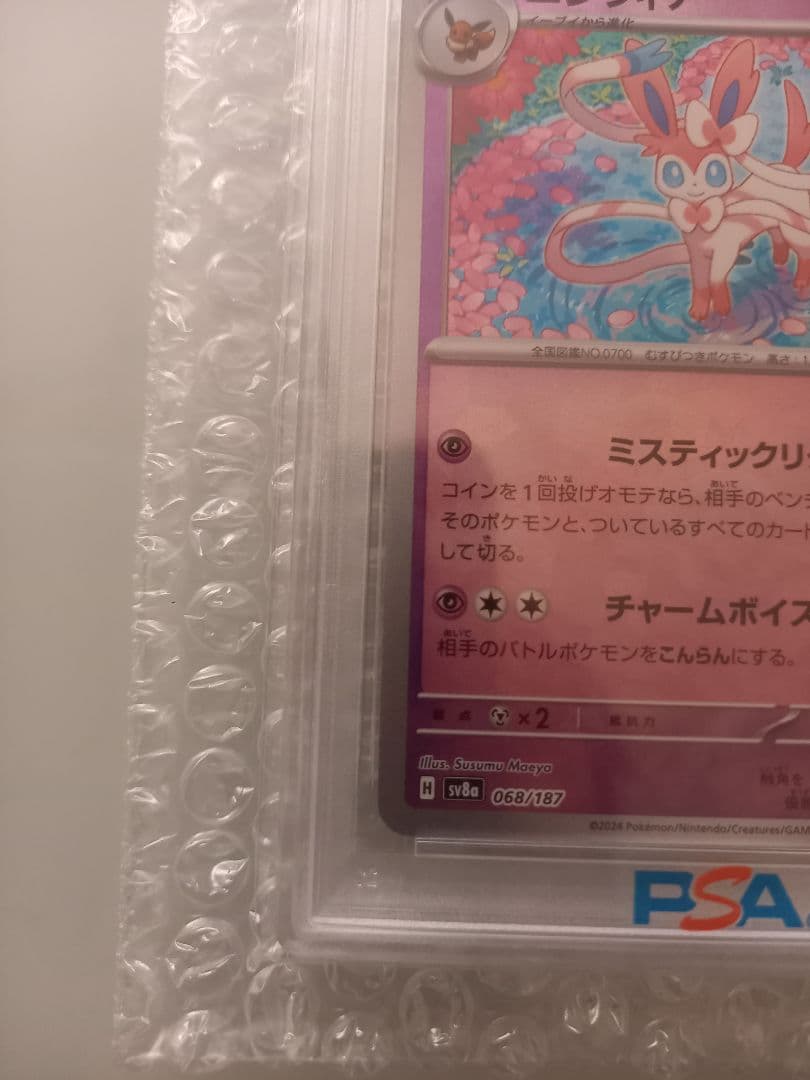 イーブイから進化
全国図鑑NO.0700 むすびつきポケモン 高さ:1
ミスティックリ
コインを1回投げオモテなら、相手のベン
そのポケモンと、ついているすべてのカード
して切る。
チャームボイス
相手のバトルポケモンをこんらんにする。
弱点 ×2 抵抗力
Illus. Susumu Maeya
H sv8a 068/187
触角を
©2024 Pokémon/Nintendo/Creatures/GAM
PSA